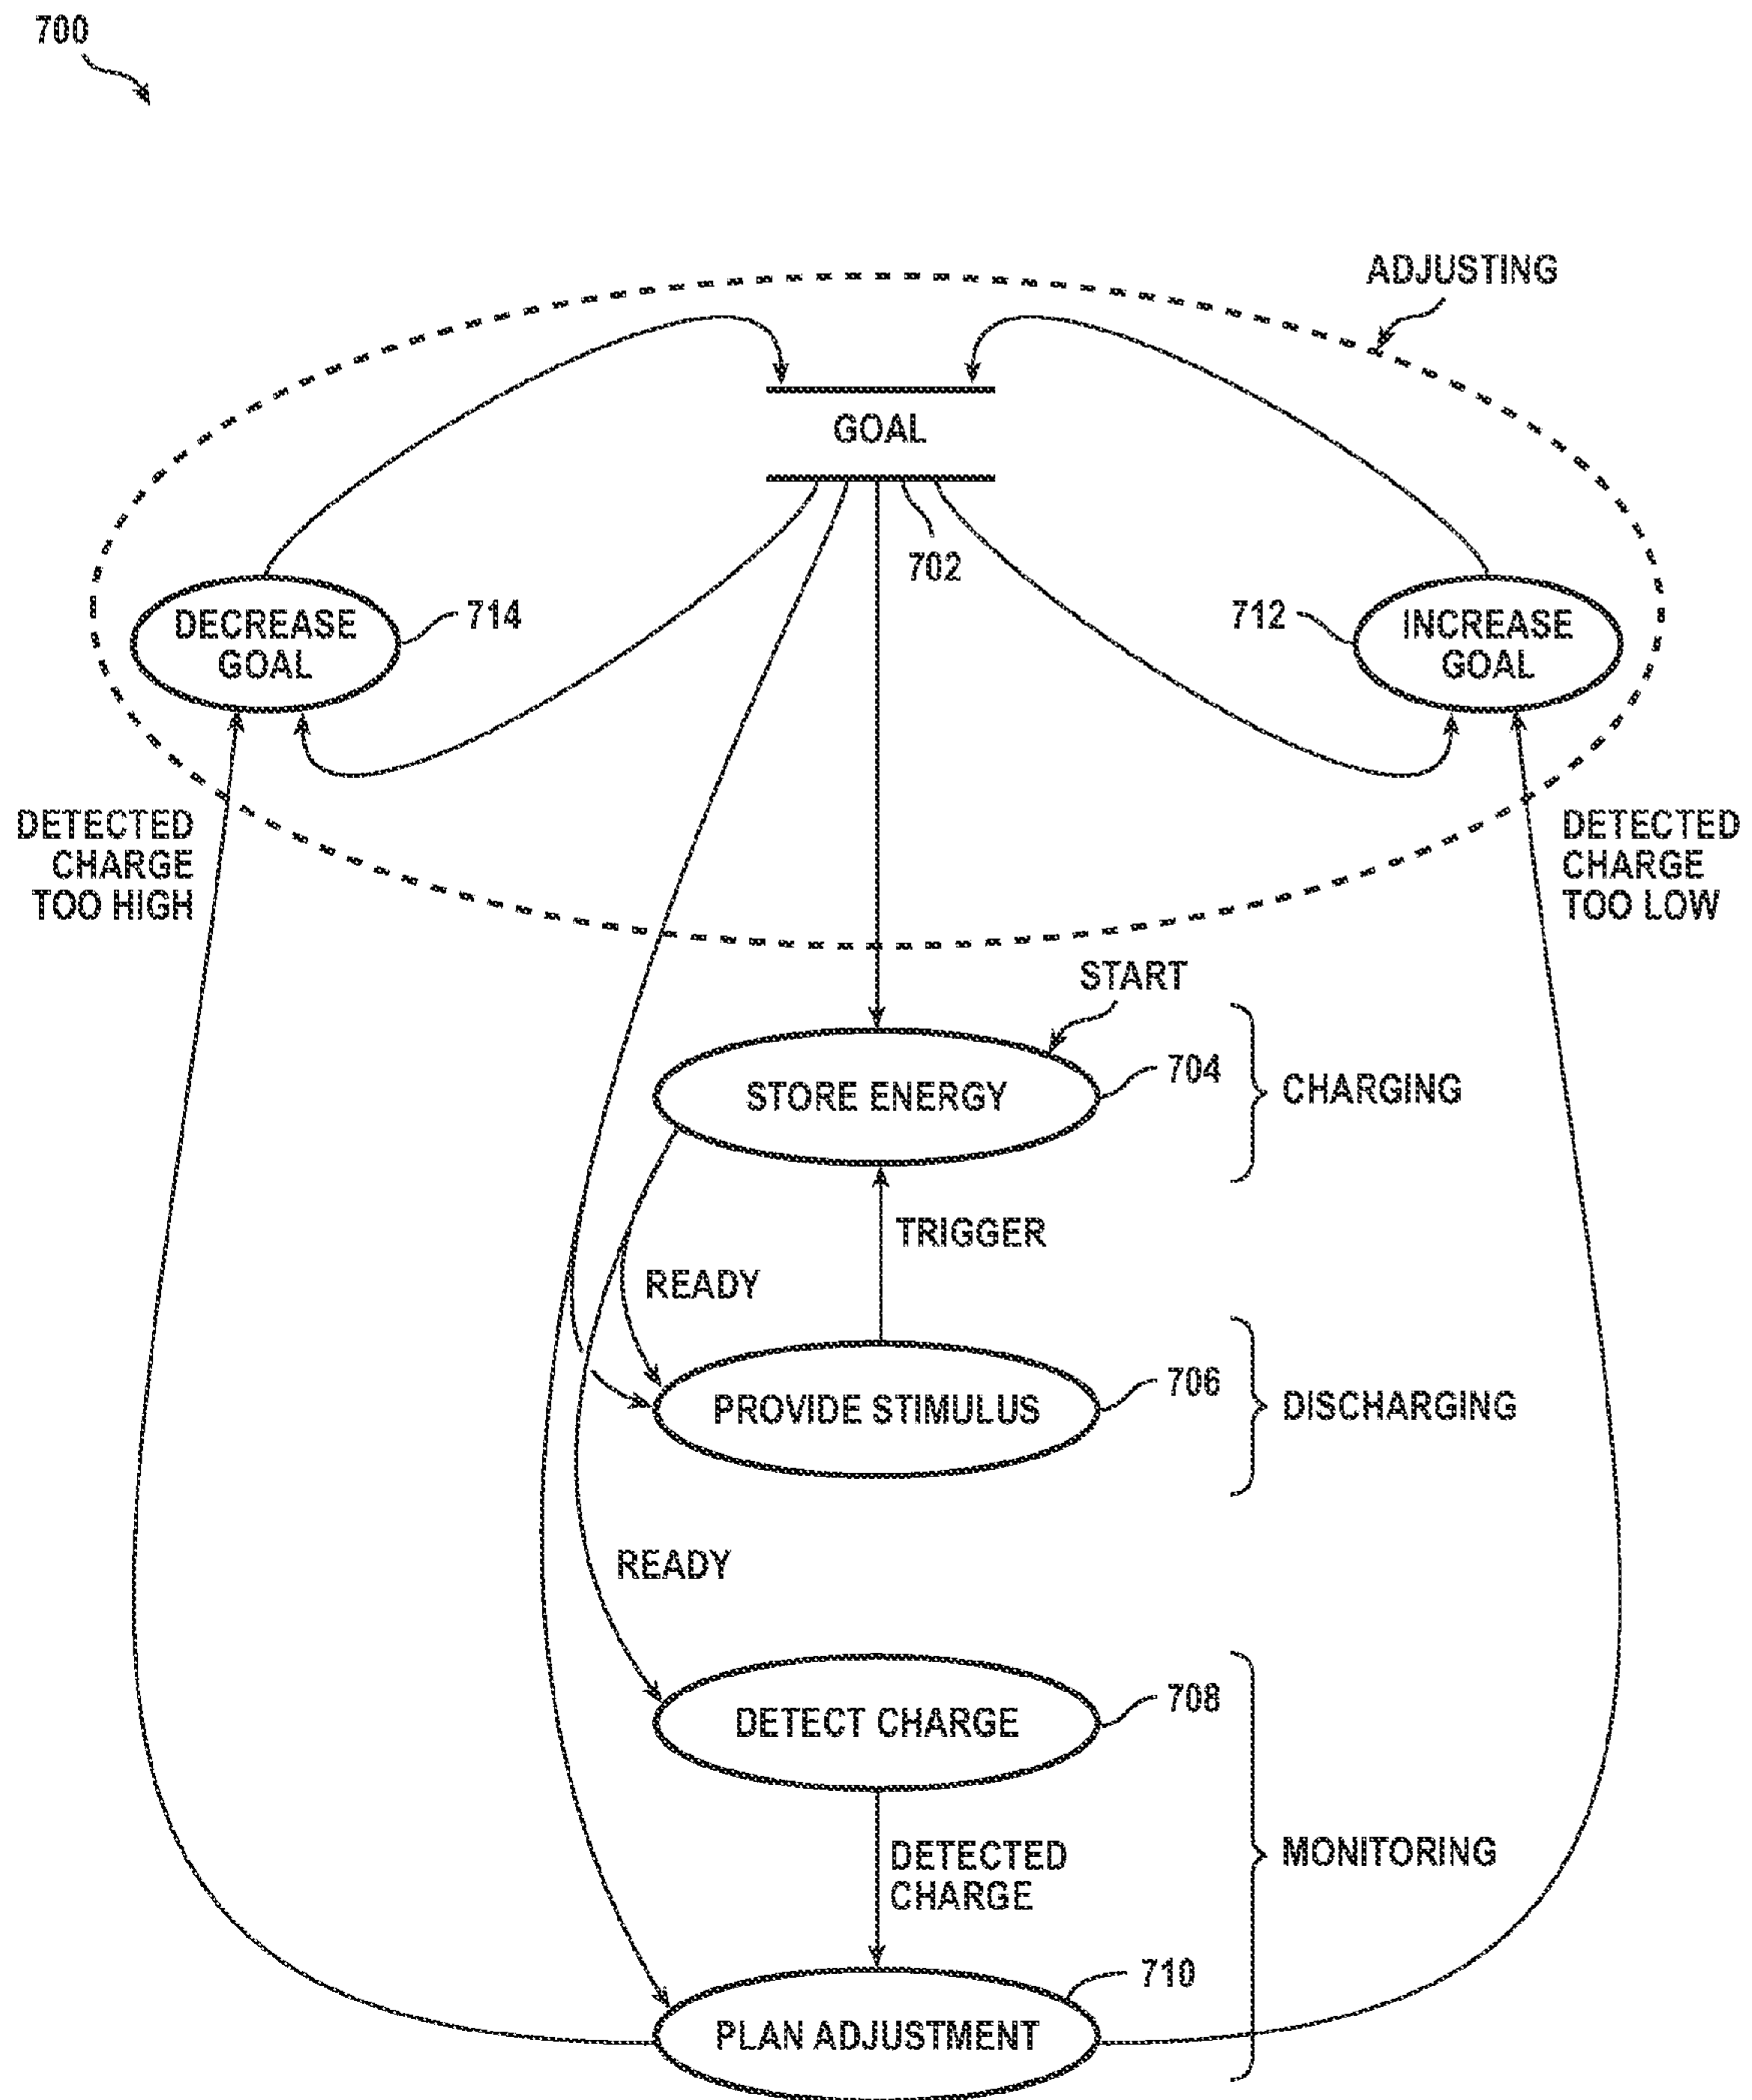 700
ADJUSTING
GOAL
702
DECREASE
GOAL
714
712
INCREASE
GOAL
DETECTED
CHARGE
TOO HIGH
DETECTED
CHARGE
TOO LOW
START
STORE ENERGY
704
CHARGING
TRIGGER
READY
PROVIDE STIMULUS
706
DISCHARGING
READY
DETECT CHARGE
708
DETECTED
CHARGE
MONITORING
710
PLAN ADJUSTMENT